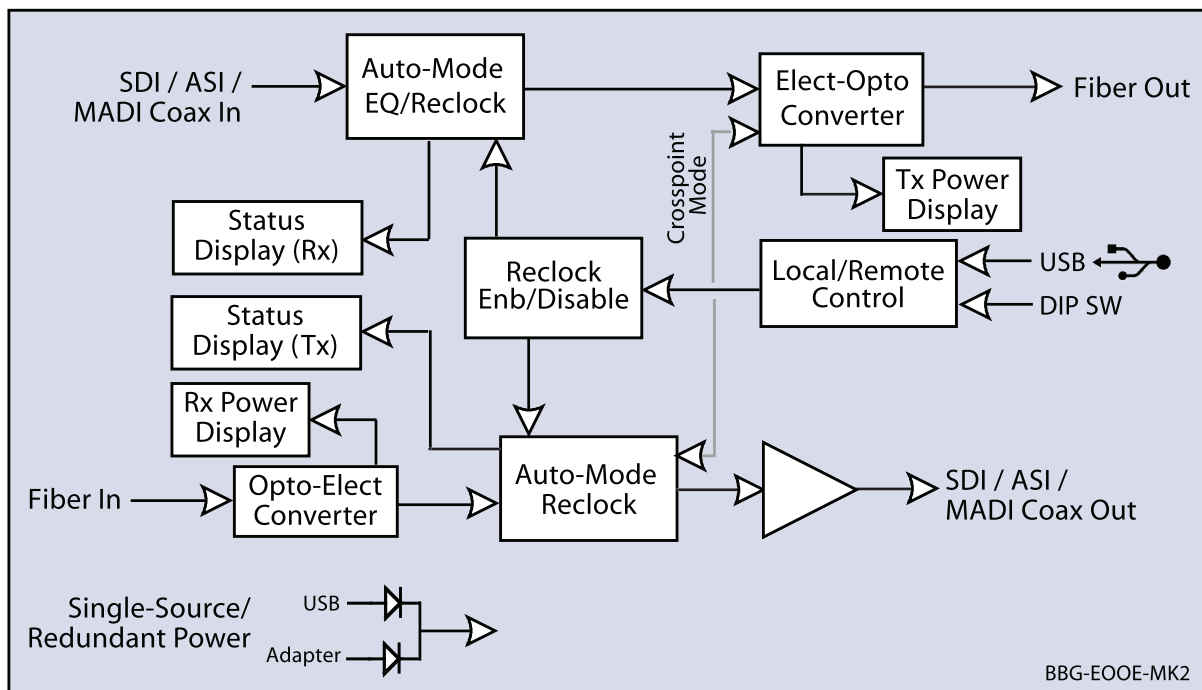 SDI / ASI /
MADI Coax In
Auto-Mode
EQ/Reclock
Elect-Opto
Converter
Fiber Out
Crosspoint
Mode
Tx Power
Display
Status
Display (Rx)
Reclock
Enb/Disable
Local/Remote
Control
USB
DIP SW
Status
Display (Tx)
Rx Power
Display
Fiber In
Opto-Elect
Converter
Auto-Mode
Reclock
SDI / ASI /
MADI Coax Out
Single-Source/
Redundant Power
USB
Adapter
BBG-EOOE-MK2